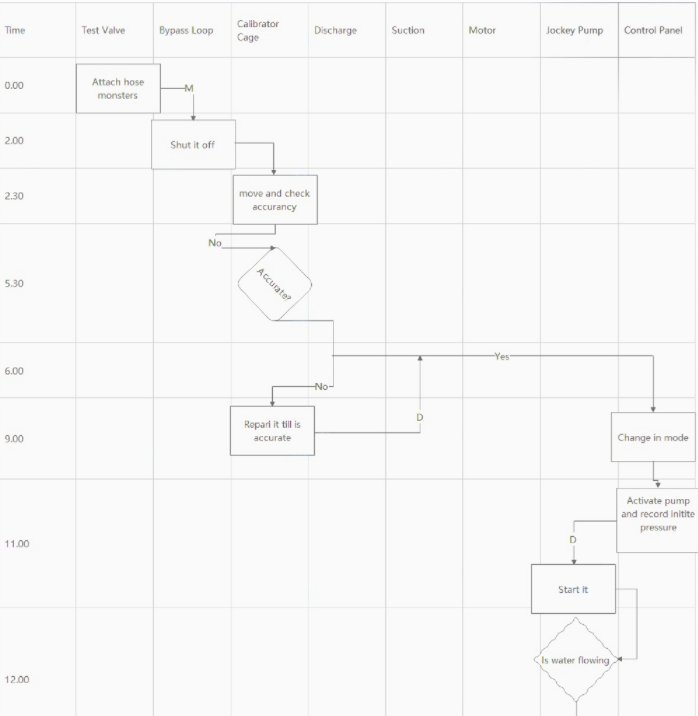 Time
Test Valve
Bypass Loop
Calibrator
Cage
Discharge
Suction
Motor
Jockey Pump
Control Panel
0.00
Attach hose
monsters
M
2.00
Shut it off
2.30
move and check
accurancy
No
5.30
Accurate?
Yes
6.00
No
D
9.00
Reparl it till is
accurate
Change in mode
Activate pump
and record initite
pressure
11.00
D
Start it
Is water flowing
12.00